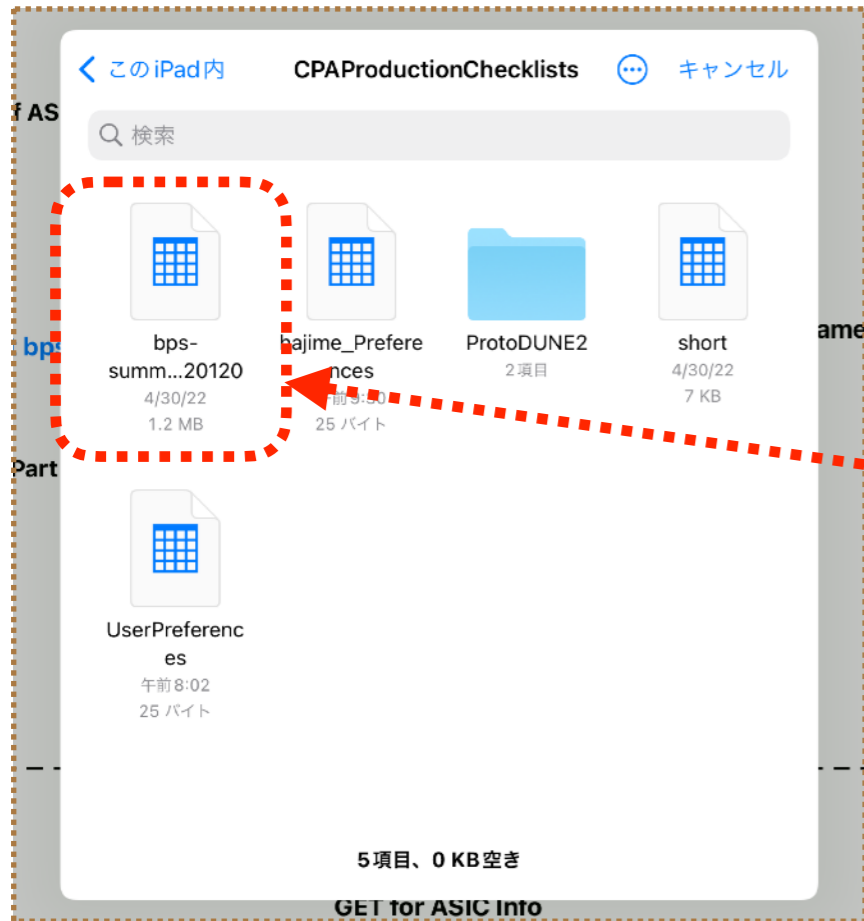 このiPad内 CPAProductionChecklists キャンセル
f AS
検索
bps
bps-
summ...20120
4/30/22
1.2 MB
hajime_Prefere
nces
25 バイト
ProtoDUNE2
2項目
short
4/30/22
7 KB
ame
Part
UserPreferenc
es
午前8:02
25 バイト
5項目、0 KB空き
GET for ASIC Info